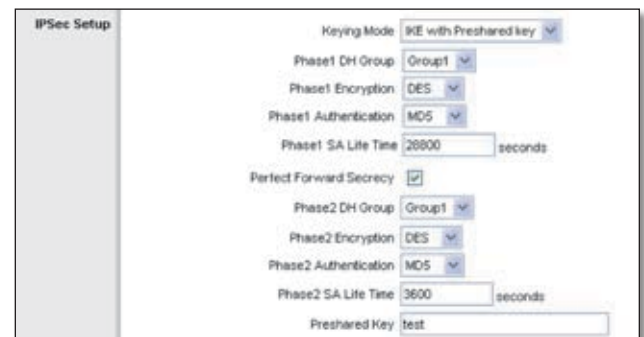 IPSec Setup
Keying Mode IKE with Preshared key
Phase1 DH Group Group1
Phase1 Encryption DES
Phase1 Authentication MD5
Phase1 SA Life Time 28800 seconds
Perfect Forward Secrecy
Phase2 DH Group Group1
Phase2 Encryption DES
Phase2 Authentication MD5
Phase2 SA Life Time 3600 seconds
Preshared Key test